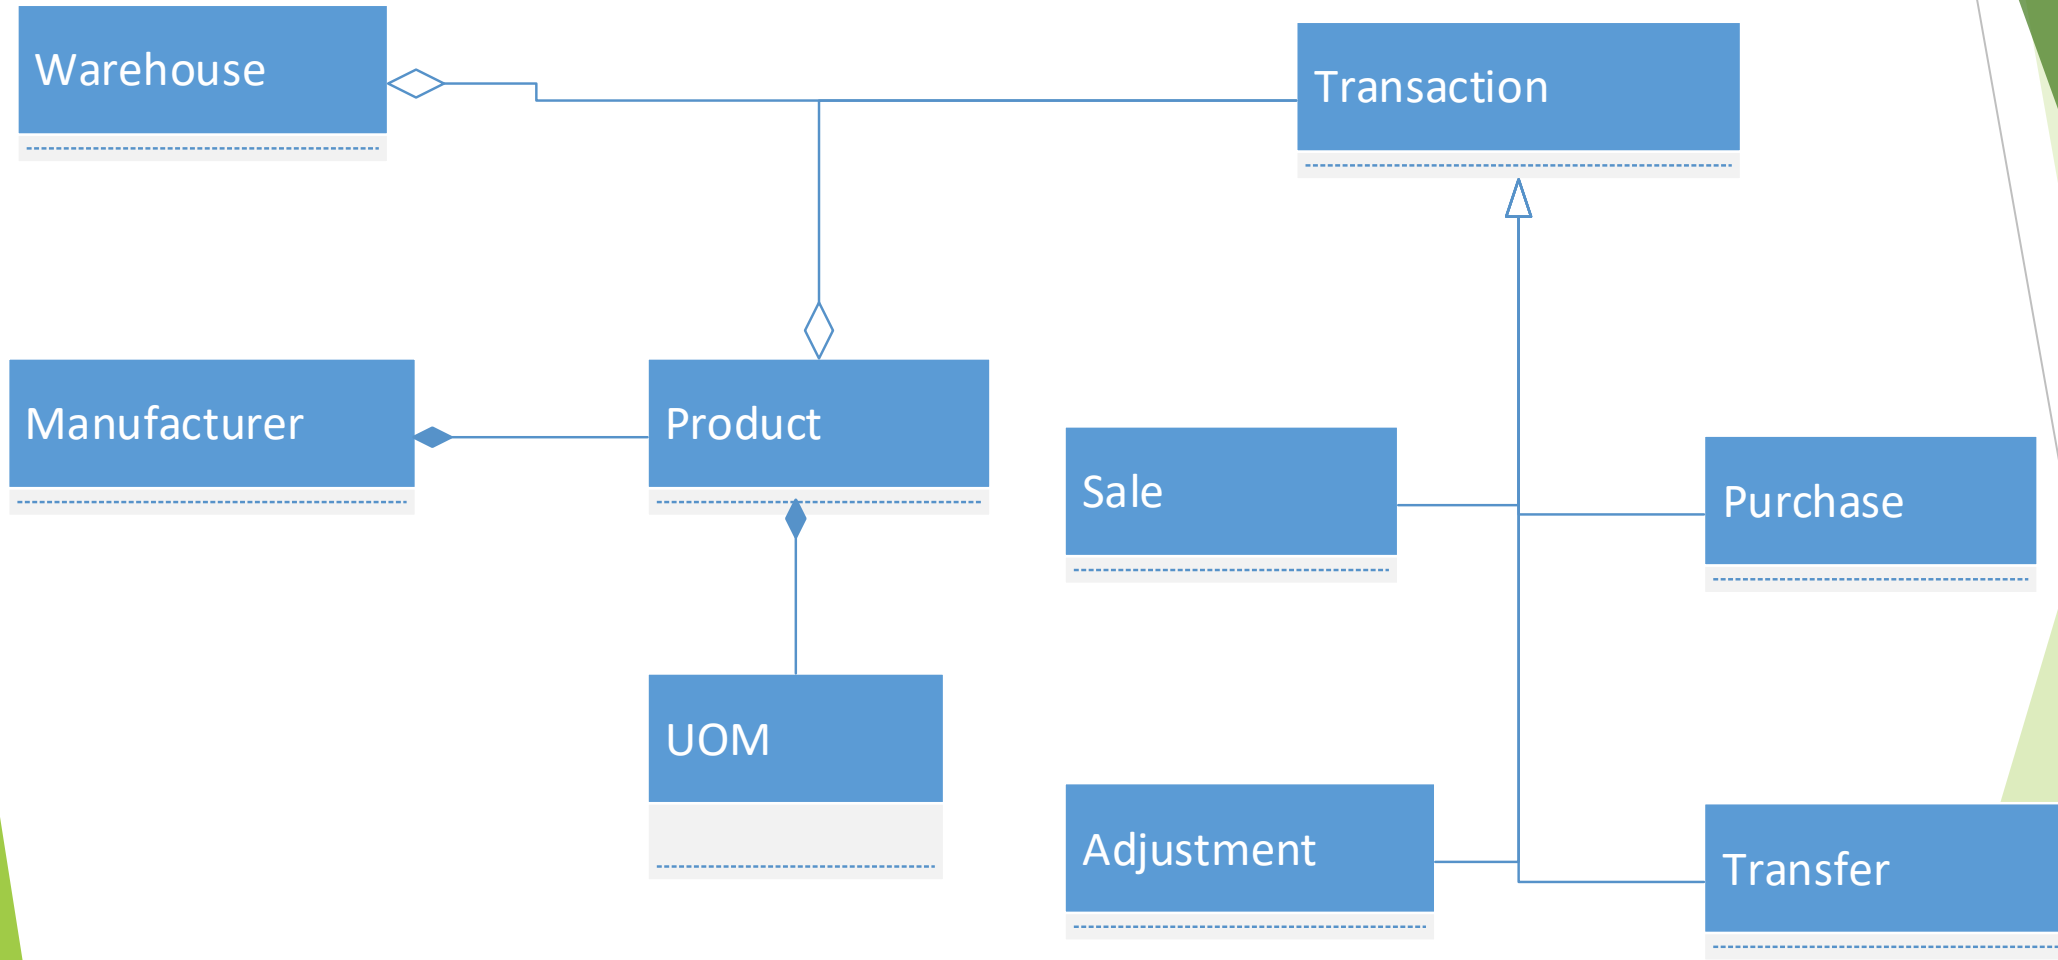 Warehouse
Transaction
Manufacturer
Product
Sale
Purchase
UOM
Adjustment
Transfer